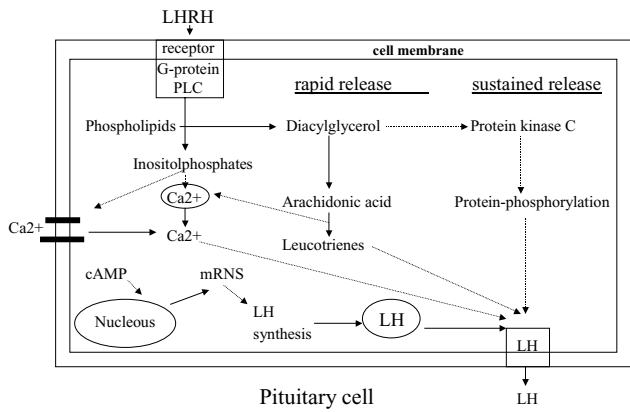 LHRH
receptor
cell membrane
G-protein
PLC
rapid release
sustained release
Phospholipids
Diacylglycerol
Protein kinase C
Inositolphosphates
Ca2+
Arachidonic acid
Protein-phosphorylation
Ca2+
Ca2+
Leucotrienes
cAMP
mRNS
Nucleous
LH
synthesis
LH
LH
Pituitary cell
LH